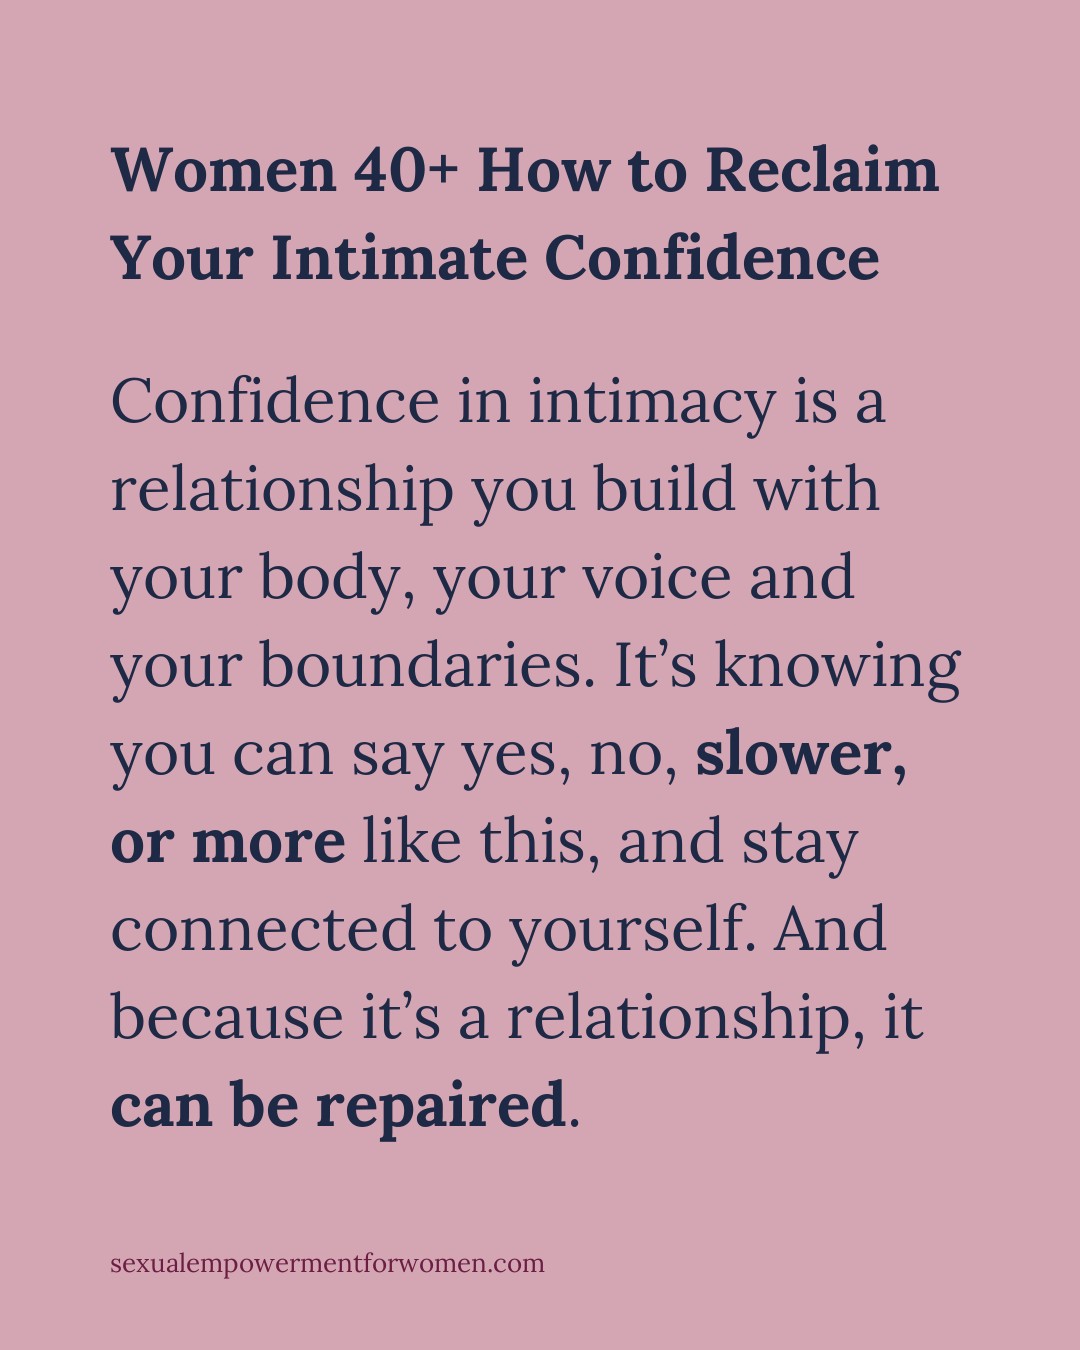 Women 40+ How to Reclaim
Your Intimate Confidence
Confidence in intimacy is a
relationship you build with
your body, your voice and
your boundaries. It’s knowing
you can say yes, no, slower,
or more like this, and stay
connected to yourself. And
because it’s a relationship, it
can be repaired.
sexualempowermentforwomen.com